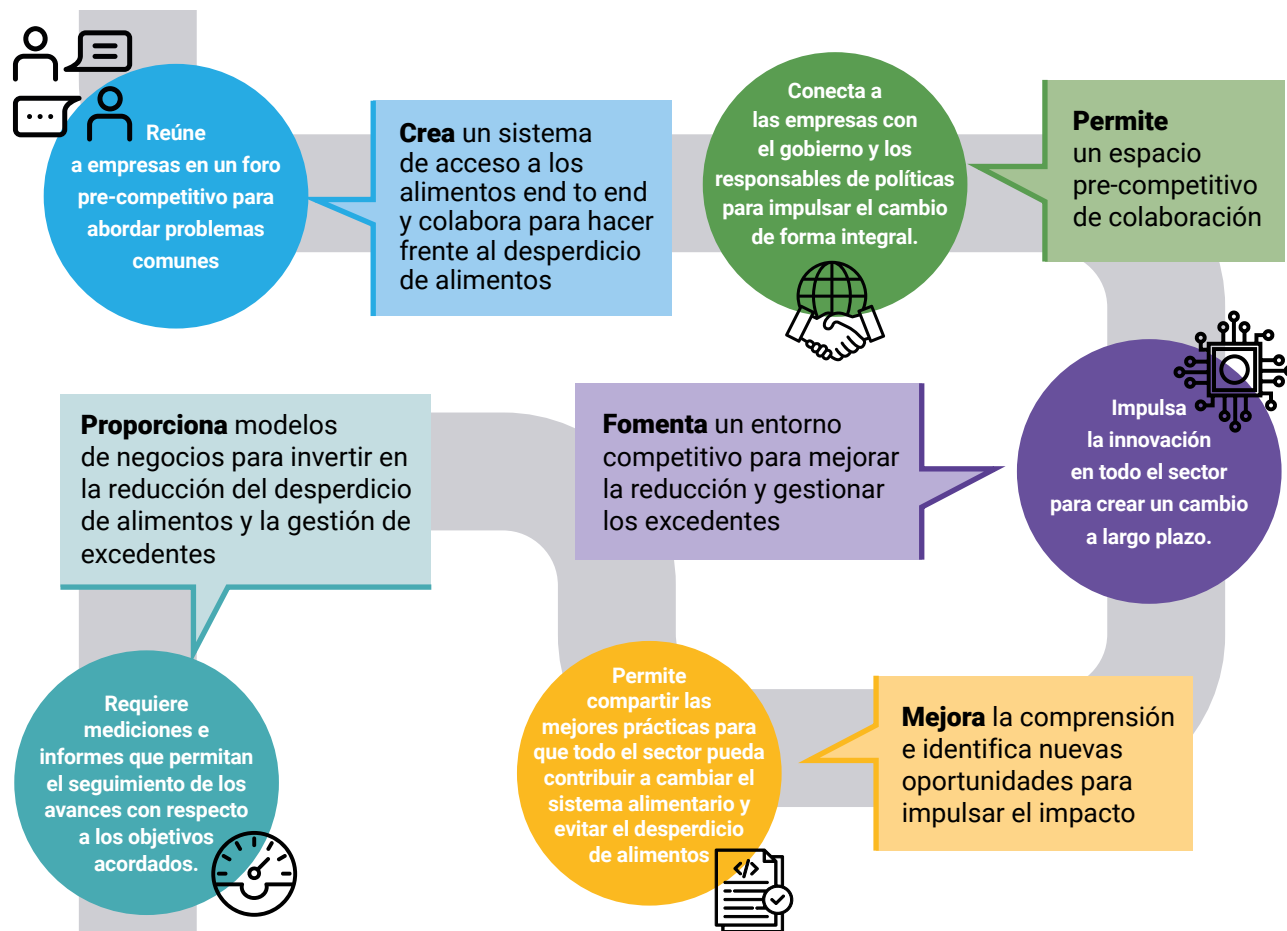 Reúne
a empresas en un foro
pre-competitivo para
abordar problemas
comunes
Crea un sistema
de acceso a los
alimentos end to end
y colabora para hacer
frente al desperdicio
de alimentos
Conecta a
las empresas con
el gobierno y los
responsables de políticas
para impulsar el cambio
de forma integral.
Permite
un espacio
pre-competitivo
de colaboración
Impulsa
la innovación
en todo el sector
para crear un cambio
a largo plazo.
Fomenta un entorno
competitivo para mejorar
la reducción y gestionar
los excedentes
Permite
compartir las
mejores prácticas para
que todo el sector pueda
contribuir a cambiar el
sistema alimentario y
evitar el desperdicio
de alimentos
</>
Mejora la comprensión
e identifica nuevas
oportunidades para
impulsar el impacto
Proporciona modelos
de negocios para invertir en
la reducción del desperdicio
de alimentos y la gestión de
excedentes
Requiere
mediciones e
informes que permitan
el seguimiento de los
avances con respecto
a los objetivos
acordados.